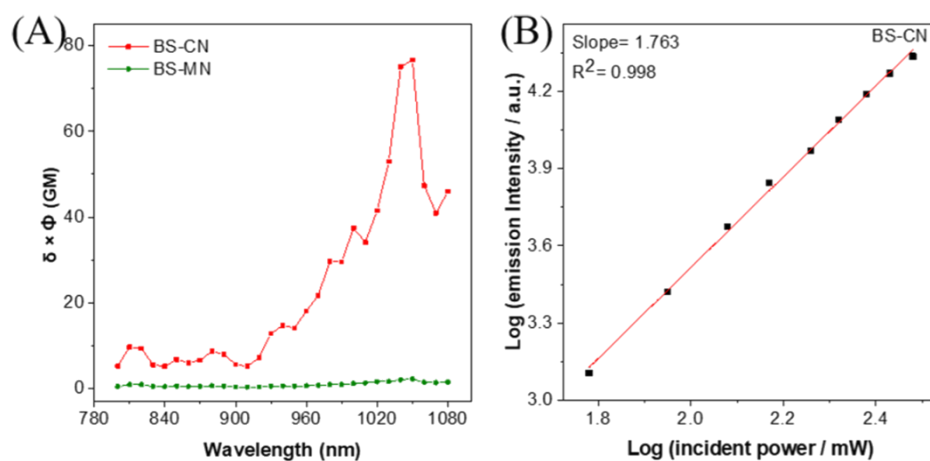 (A)
BS-CN
BS-MN
80
60
40
20
0
δ × Φ (GM)
780 840 900 960 1020 1080
Wavelength (nm)
(B)
Slope= 1.763
R²= 0.998
BS-CN
4.2
3.9
3.6
3.3
3.0
Log (emission Intensity / a.u.)
1.8 2.0 2.2 2.4
Log (incident power / mW)